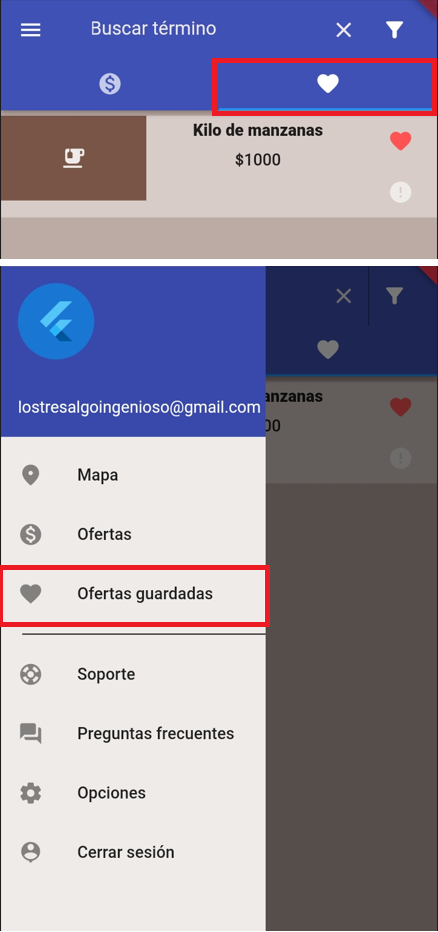 Buscar término
Kilo de manzanas
$1000
lostresalgoingenioso@gmail.com
anzanas
00
Mapa
Ofertas
Ofertas guardadas
Soporte
Preguntas frecuentes
Opciones
Cerrar sesión